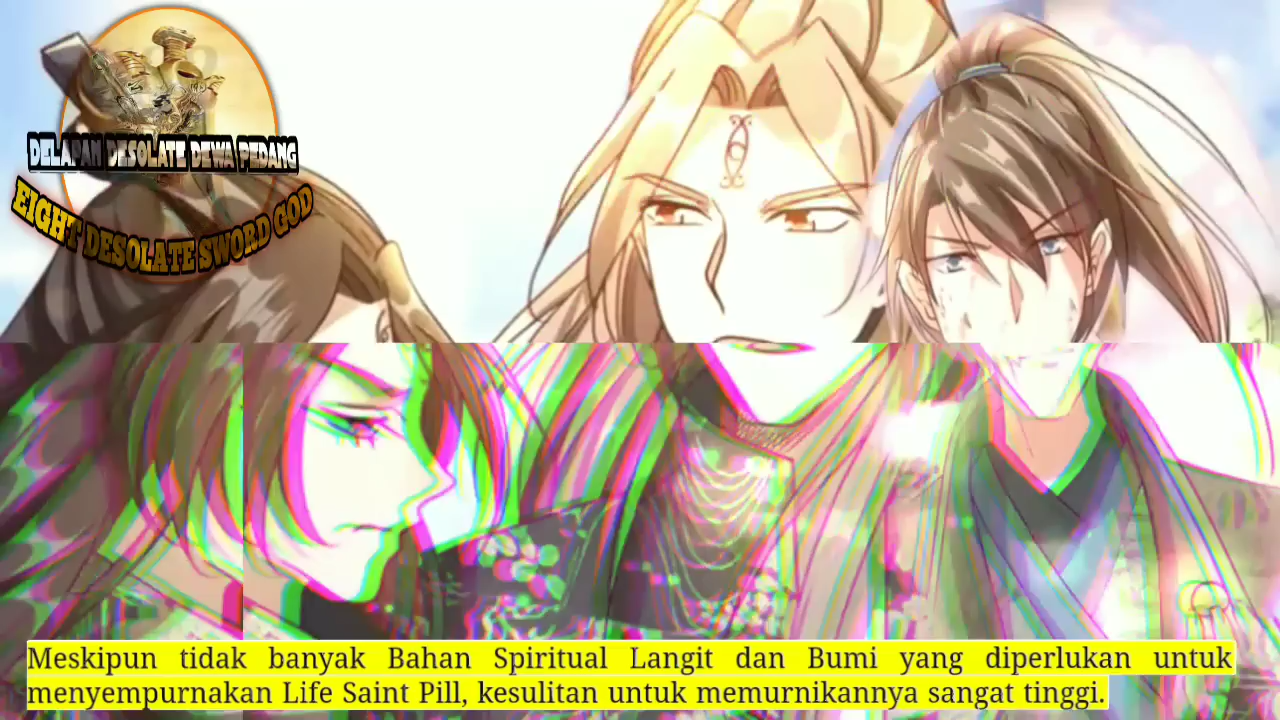 DELAPAN DESOLATE DEWA PEDANG
EIGHT DESOLATE SWORD GOD
Meskipun tidak banyak Bahan Spiritual Langit dan Bumi yang diperlukan untuk
menyempurnakan Life Saint Pill, kesulitan untuk memurnikannya sangat tinggi.